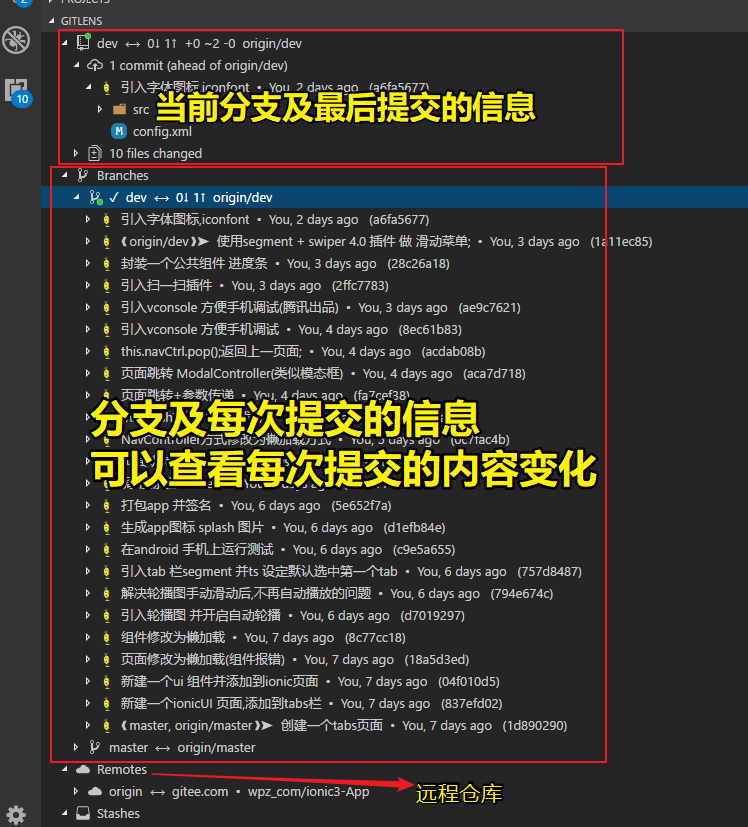 2
PROJECTS
GITLENS
dev ↔ 0↓ 1↑ +0 ~2 -0 origin/dev
1 commit (ahead of origin/dev)
引入字体图标,iconfont • You, 2 days ago (a6fa5677)
src
当前分支及最后提交的信息
10
M config.xml
10 files changed
Branches
✓ dev ↔ 0↓ 1↑ origin/dev
引入字体图标,iconfont • You, 2 days ago (a6fa5677)
⦗origin/dev⦘➤ 使用segment + swiper 4.0 插件 做 滑动菜单; • You, 3 days ago (1a11ec85)
封装一个公共组件 进度条 • You, 3 days ago (28c26a18)
引入扫一扫插件 • You, 3 days ago (2ffc7783)
引入vconsole 方便手机调试(腾讯出品) • You, 3 days ago (ae9c7621)
引入vconsole 方便手机调试 • You, 4 days ago (8ec61b83)
this.navCtrl.pop();返回上一页面; • You, 4 days ago (acdab08b)
页面跳转 ModalController(类似模态框) • You, 4 days ago (aca7d718)
页面跳转+参数传递 • You, 4 days ago (fa7cef38)
分支及每次提交的信息
NavController方式修改为懒加载方式 • You, 5 days ago (0c7fac4b)
可以查看每次提交的内容变化
打包app 并签名 • You, 6 days ago (5e652f7a)
生成app图标 splash 图片 • You, 6 days ago (d1efb84e)
在android 手机上运行测试 • You, 6 days ago (c9e5a655)
引入tab 栏segment 并ts 设定默认选中第一个tab • You, 6 days ago (757d8487)
解决轮播图手动滑动后,不再自动播放的问题 • You, 6 days ago (794e674c)
引入轮播图 并开启自动轮播 • You, 6 days ago (d7019297)
组件修改为懒加载 • You, 7 days ago (8c77cc18)
页面修改为懒加载(组件报错) • You, 7 days ago (18a5d3ed)
新建一个ui 组件并添加到ionic页面 • You, 7 days ago (04f010d5)
新建一个ionicUI 页面,添加到tabs栏 • You, 7 days ago (837efd02)
⦗master, origin/master⦘➤ 创建一个tabs页面 • You, 7 days ago (1d890290)
master ↔ origin/master
Remotes
origin ↔ gitee.com • wpz_com/ionic3-App
远程仓库
Stashes